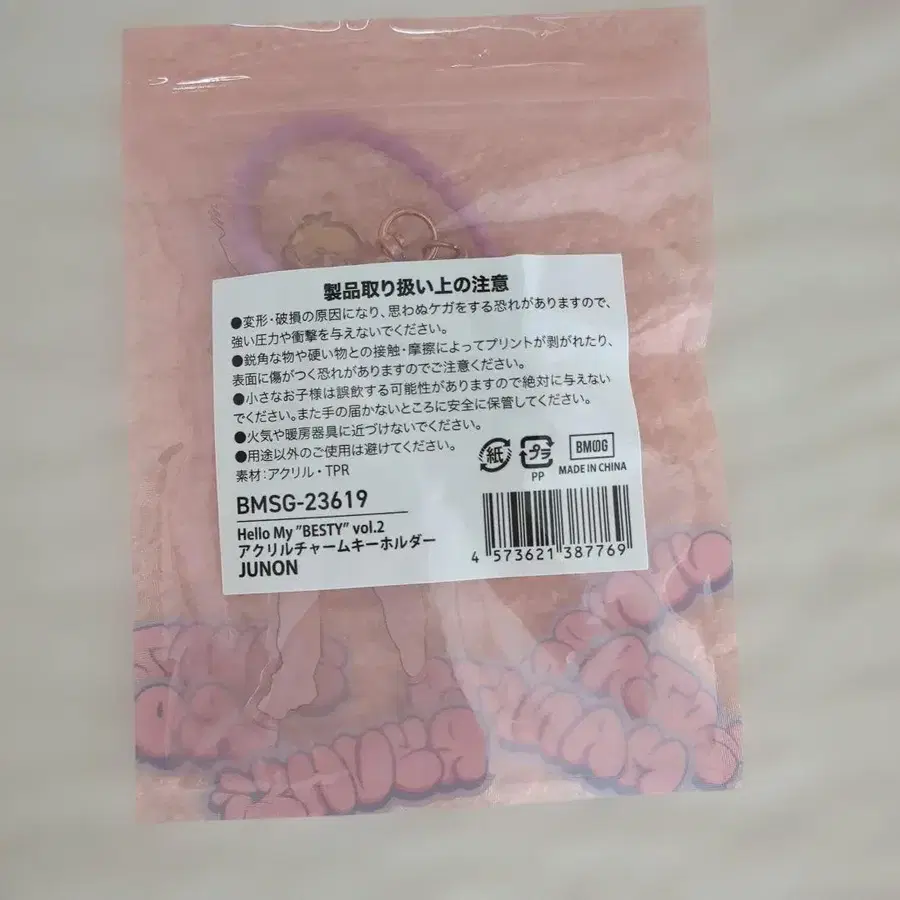 製品取り扱い上の注意
●変形・破損の原因になり、思わぬケガをする恐れがありますので、
強い圧力や衝撃を与えないでください。
●鋭角な物や硬い物との接触・摩擦によってプリントが剥がれたり、
表面に傷がつく恐れがありますのでご注意ください。
●小さなお子様は誤飲する可能性がありますので絶対に与えない
でください。また手の届かないところに安全に保管してください。
●火気や暖房器具に近づけないでください。
●用途以外のご使用は避けてください。
素材：アクリル・TPR
紙
プラ
PP
MADE IN CHINA
BMSG-23619
Hello My "BESTY" vol.2
アクリルチャームキーホルダー
JUNON
4 573621 387769